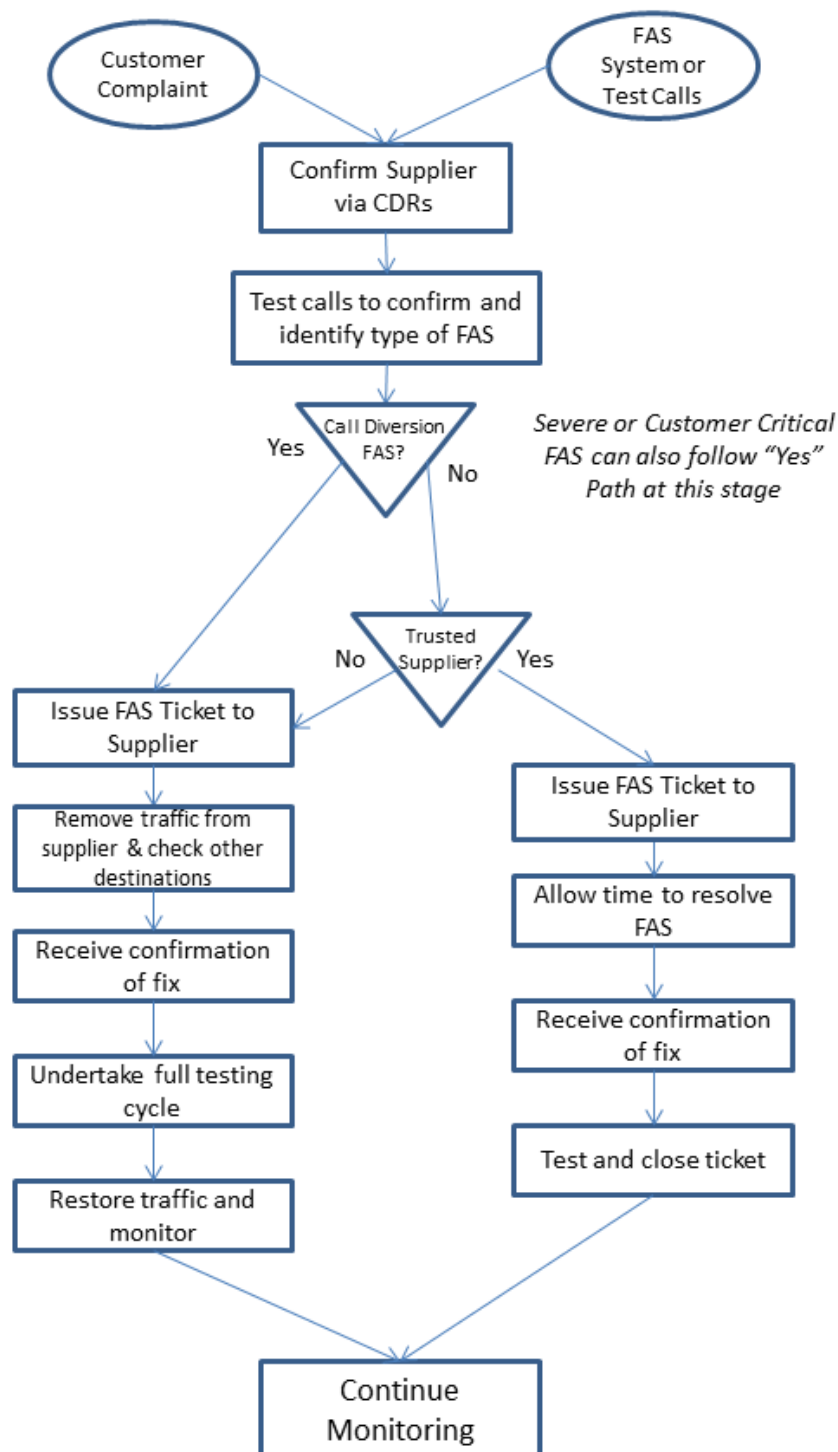 Customer
Complaint
FAS
System or
Test Calls
Confirm Supplier
via CDRs
Test calls to confirm and
identify type of FAS
Call Diversion
FAS?
Yes
No
Severe or Customer Critical
FAS can also follow “Yes”
Path at this stage
Trusted
Supplier?
No
Yes
Issue FAS Ticket to
Supplier
Remove traffic from
supplier & check other
destinations
Receive confirmation
of fix
Undertake full testing
cycle
Restore traffic and
monitor
Issue FAS Ticket to
Supplier
Allow time to resolve
FAS
Receive confirmation
of fix
Test and close ticket
Continue
Monitoring